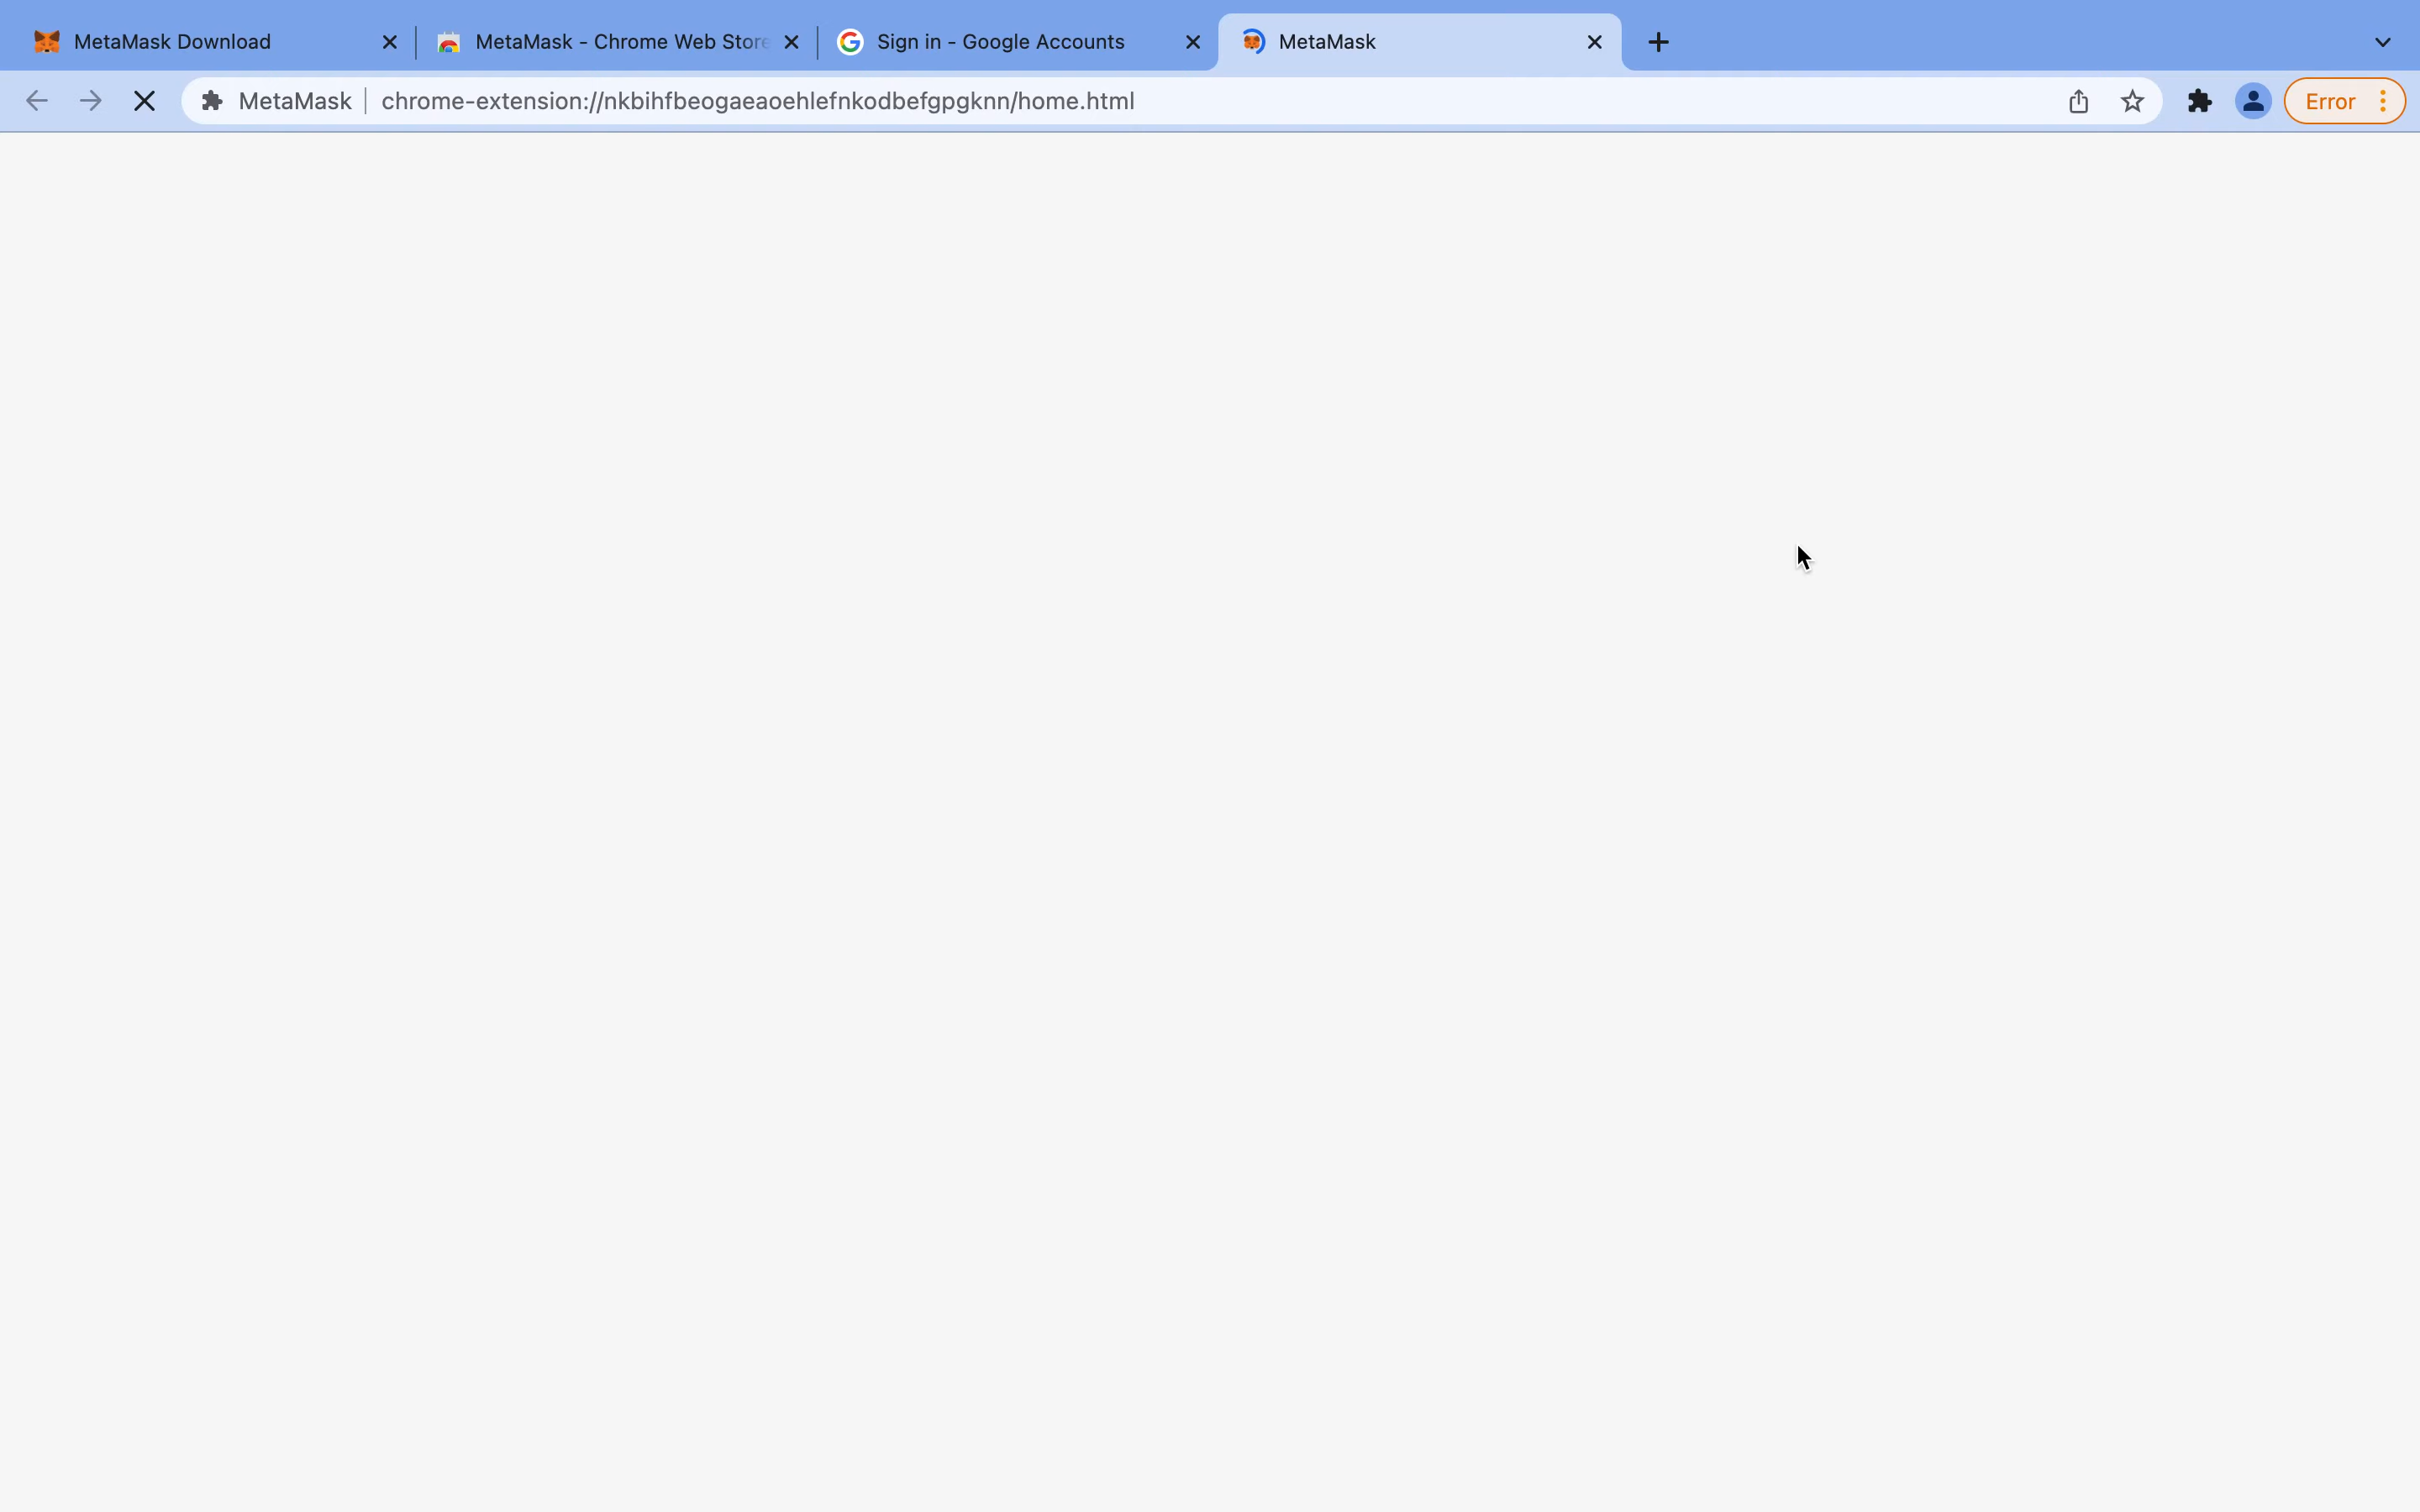 MetaMask Download
MetaMask - Chrome Web Store
Sign in - Google Accounts
MetaMask
MetaMask
chrome-extension://nkbihfbeogaeaoehlefnkodbefgpgknn/home.html
Error